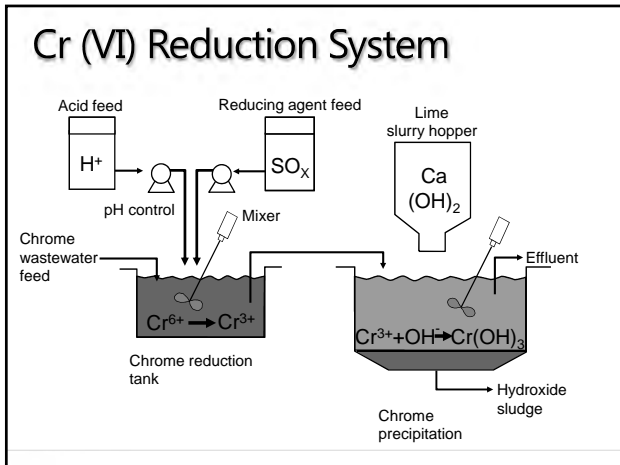 Cr (VI) Reduction System
Acid feed
Reducing agent feed
Lime
slurry hopper
H⁺
SOₓ
Ca
(OH)₂
pH control
Mixer
Chrome
wastewater
feed
Effluent
Cr⁶⁺ → Cr³⁺
Cr³⁺+OH⁻→Cr(OH)₃
Chrome reduction
tank
Hydroxide
sludge
Chrome
precipitation